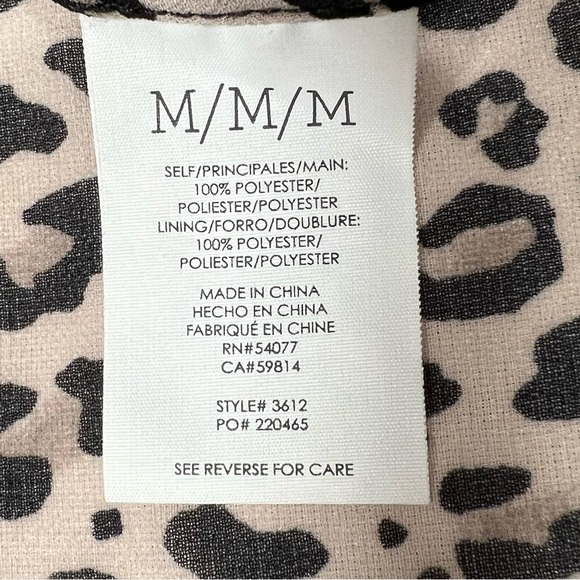 M/M/M
SELF/PRINCIPALES/MAIN:
100% POLYESTER/
POLIESTER/POLYESTER
LINING/FORRO/DOUBLURE:
100% POLYESTER/
POLIESTER/POLYESTER
MADE IN CHINA
HECHO EN CHINA
FABRIQUÉ EN CHINE
RN#54077
CA#59814
STYLE# 3612
PO# 220465
SEE REVERSE FOR CARE